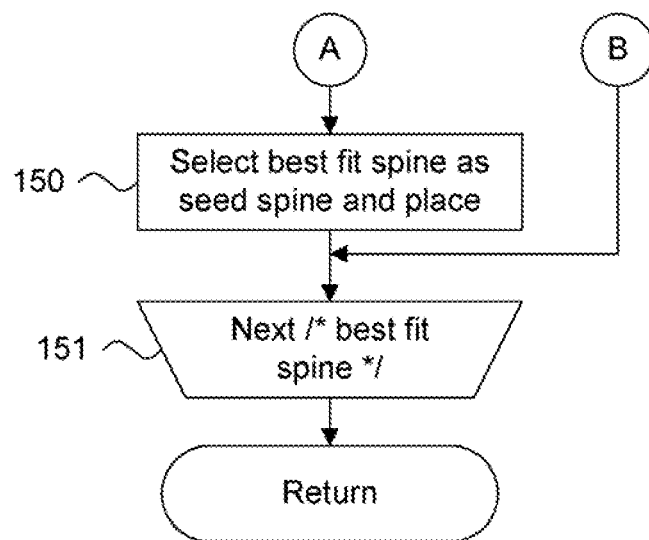 A
B
150
Select best fit spine as
seed spine and place
151
Next /* best fit
spine */
Return